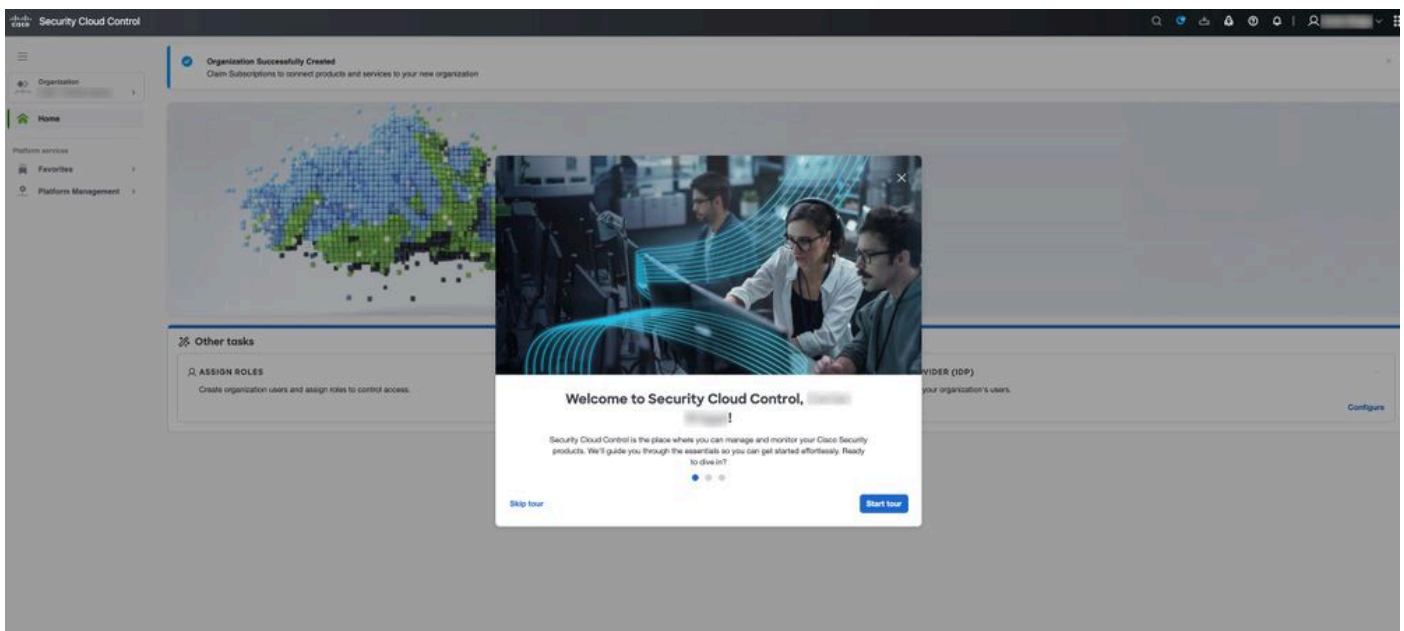 CISCO Security Cloud Control
Organization
Home
Platform services
Favorites
Platform Management
Organization Successfully Created
Claim Subscriptions to connect products and services to your new organization
Other tasks
ASSIGN ROLES
Create organization users and assign roles to control access.
VIDER (IDP)
your organization's users.
Configure
Welcome to Security Cloud Control,
!
Security Cloud Control is the place where you can manage and monitor your Cisco Security
products. We'll guide you through the essentials so you can get started effortlessly. Ready
to dive in?
Skip tour
Start tour